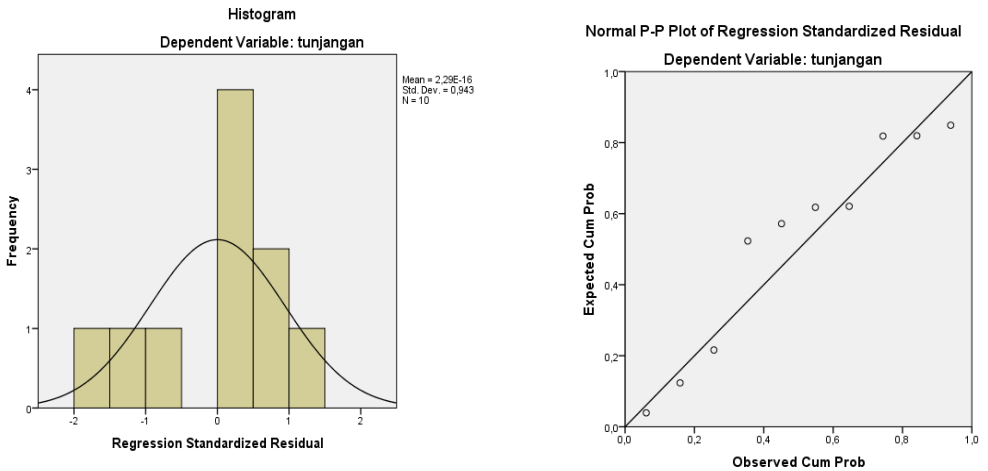 Histogram
Dependent Variable: tunjangan
Mean = 2,29E-16
Std. Dev. = 0,943
N = 10
Frequency
4
3
2
1
0
-2
-1
0
1
2
Regression Standardized Residual
Normal P-P Plot of Regression Standardized Residual
Dependent Variable: tunjangan
Expected Cum Prob
1,0
0,8
0,6
0,4
0,2
0,0
0,0
0,2
0,4
0,6
0,8
1,0
Observed Cum Prob